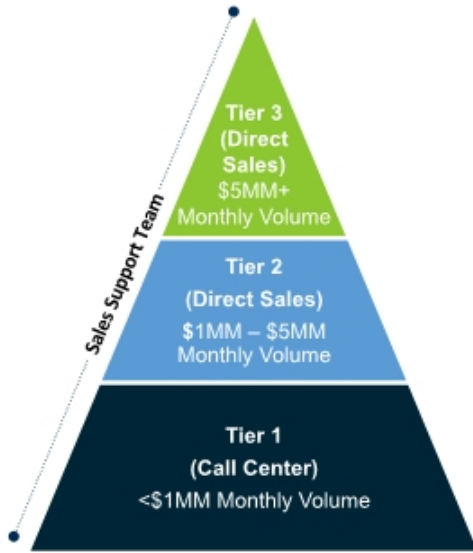 Tier 3
(Direct
Sales)
$5MM+
Monthly Volume
Sales Support Team
Tier 2
(Direct Sales)
$1MM – $5MM
Monthly Volume
Tier 1
(Call Center)
<$1MM Monthly Volume